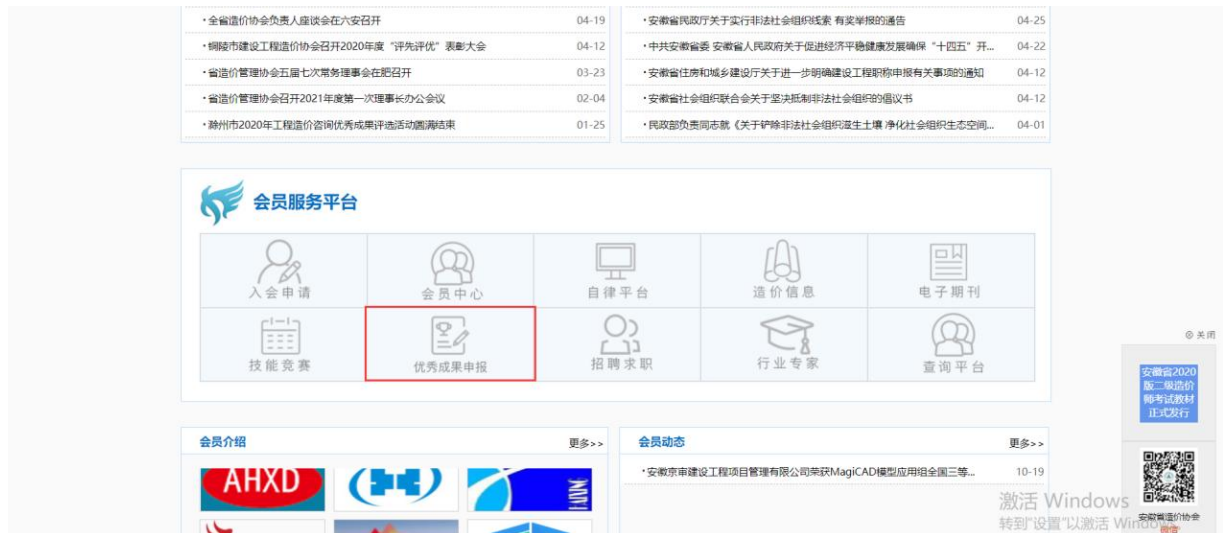 ·全省造价协会负责人座谈会在六安召开 04-19
·铜陵市建设工程造价协会召开2020年度“评先评优”表彰大会 04-12
·省造价管理协会五届七次常务理事会在肥召开 03-23
·省造价管理协会召开2021年度第一次理事长办公会议 02-04
·滁州市2020年工程造价咨询优秀成果评选活动圆满结束 01-25
·安徽省民政厅关于实行非法社会组织线索 有奖举报的通告 04-25
·中共安徽省委 安徽省人民政府关于促进经济平稳健康发展确保“十四五”开... 04-22
·安徽省住房和城乡建设厅关于进一步明确建设工程职称申报有关事项的通知 04-12
·安徽省社会组织联合会关于坚决抵制非法社会组织的倡议书 04-12
·民政部负责同志就《关于铲除非法社会组织滋生土壤 净化社会组织生态空间... 04-01
会员服务平台
入会申请
会员中心
自律平台
造价信息
电子期刊
技能竞赛
优秀成果申报
招聘求职
行业专家
查询平台
会员介绍 更多>>
AHXD
会员动态 更多>>
·安徽京审建设工程项目管理有限公司荣获MagiCAD模型应用组全国三等... 10-19
关闭
安徽省2020
版二级造价
师考试教材
正式发行
安徽省造价协会
微信
激活 Windows
转到"设置"以激活 Windows。